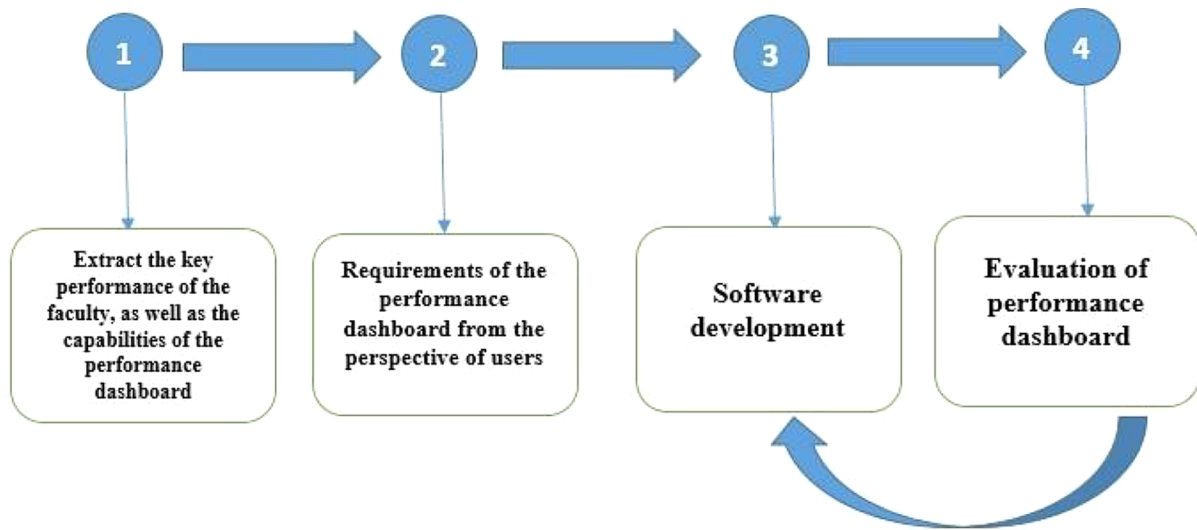 1
2
3
4
Extract the key
performance of the
faculty, as well as the
capabilities of the
performance
dashboard
Requirements of the
performance
dashboard from the
perspective of users
Software
development
Evaluation of
performance
dashboard